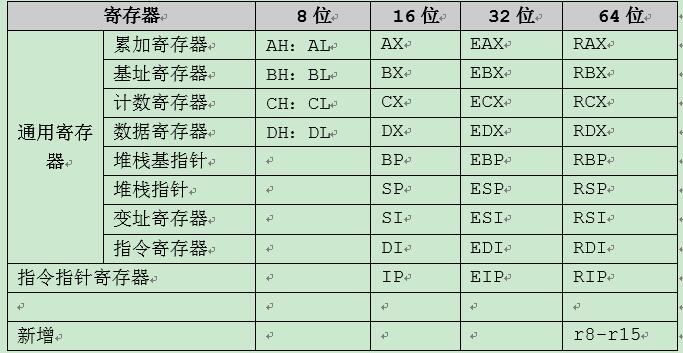 寄存器 8 位 16 位 32 位 64 位
通用寄存器 累加寄存器 AH: AL AX EAX RAX
基址寄存器 BH: BL BX EBX RBX
计数寄存器 CH: CL CX ECX RCX
数据寄存器 DH: DL DX EDX RDX
堆栈基指针 BP EBP RBP
堆栈指针 SP ESP RSP
变址寄存器 SI ESI RSI
指令寄存器 DI EDI RDI
指令指针寄存器 IP EIP RIP
新增 r8-r15